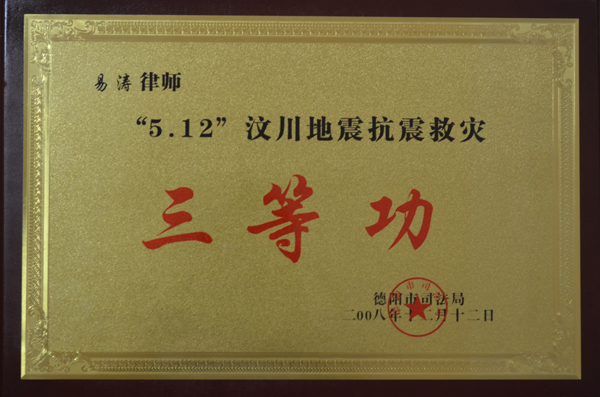 易涛 律师
“5.12”汶川地震抗震救灾
三等功
德阳市司法局
二00八年十二月十二日